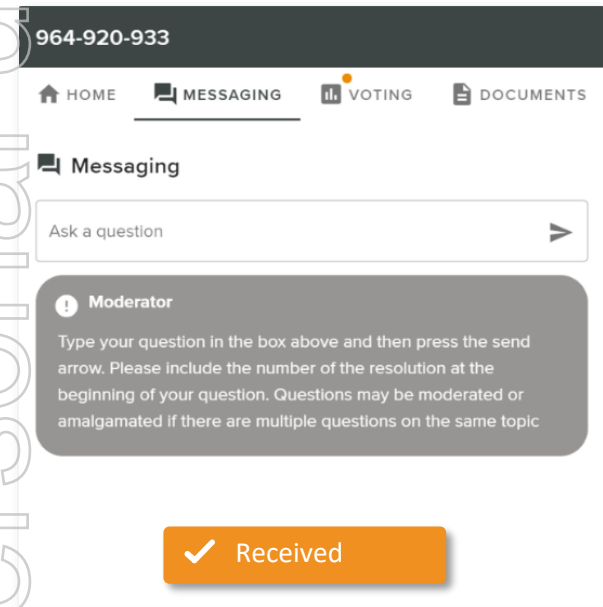 964-920-933
HOME MESSAGING VOTING DOCUMENTS
Messaging
Ask a question
Moderator
Type your question in the box above and then press the send
arrow. Please include the number of the resolution at the
beginning of your question. Questions may be moderated or
amalgamated if there are multiple questions on the same topic
Received